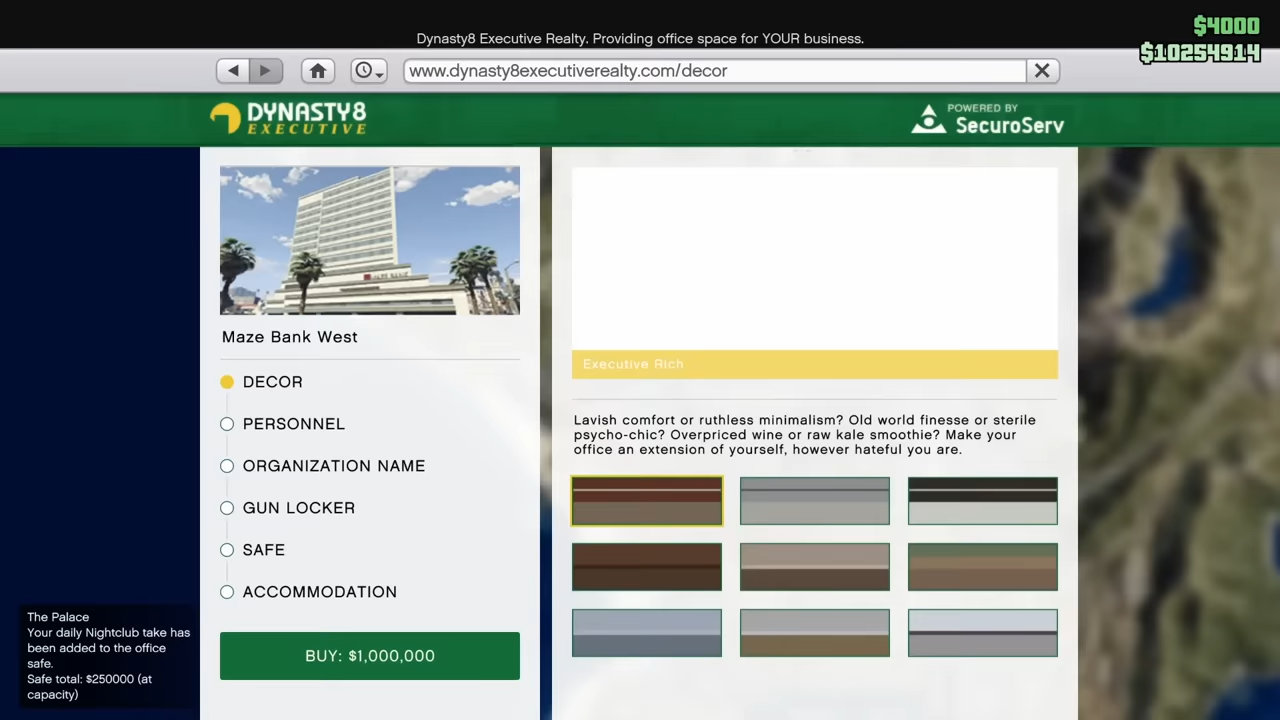 Dynasty8 Executive Realty. Providing office space for YOUR business.
$4000
$10254914
www.dynasty8executiverealty.com/decor
DYNASTY 8
EXECUTIVE
POWERED BY
SecuroServ
MAZE BANK
Maze Bank West
DECOR
PERSONNEL
ORGANIZATION NAME
GUN LOCKER
SAFE
ACCOMMODATION
BUY: $1,000,000
Executive Rich
Lavish comfort or ruthless minimalism? Old world finesse or sterile
psycho-chic? Overpriced wine or raw kale smoothie? Make your
office an extension of yourself, however hateful you are.
The Palace
Your daily Nightclub take has
been added to the office
safe.
Safe total: $250000 (at
capacity)